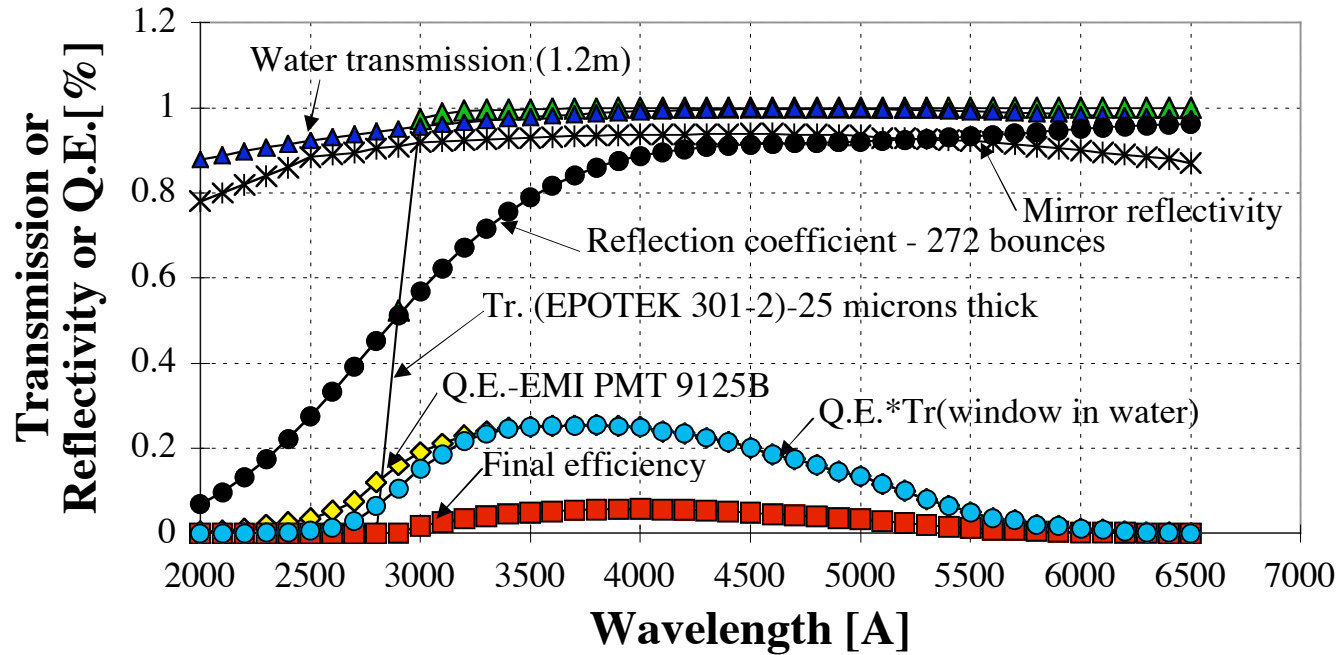 Transmission or
Reflectivity or Q.E.[%]
1.2
1
0.8
0.6
0.4
0.2
0
Water transmission (1.2m)
Mirror reflectivity
Reflection coefficient - 272 bounces
Tr. (EPOTEK 301-2)-25 microns thick
Q.E.-EMI PMT 9125B
Q.E.*Tr(window in water)
Final efficiency
2000 2500 3000 3500 4000 4500 5000 5500 6000 6500 7000
Wavelength [A]